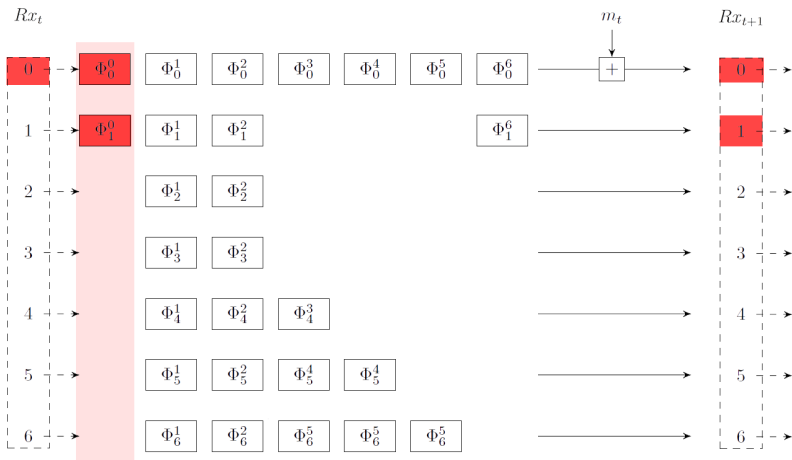 Rx_t m_t Rx_{t+1}
0 Φ_0^0 Φ_0^1 Φ_0^2 Φ_0^3 Φ_0^4 Φ_0^5 Φ_0^6 + 0
1 Φ_1^0 Φ_1^1 Φ_1^2 Φ_1^6 1
2 Φ_2^1 Φ_2^2 2
3 Φ_3^1 Φ_3^2 3
4 Φ_4^1 Φ_4^2 Φ_4^3 4
5 Φ_5^1 Φ_5^2 Φ_5^4 Φ_5^4 5
6 Φ_6^1 Φ_6^2 Φ_6^5 Φ_6^5 Φ_6^5 6